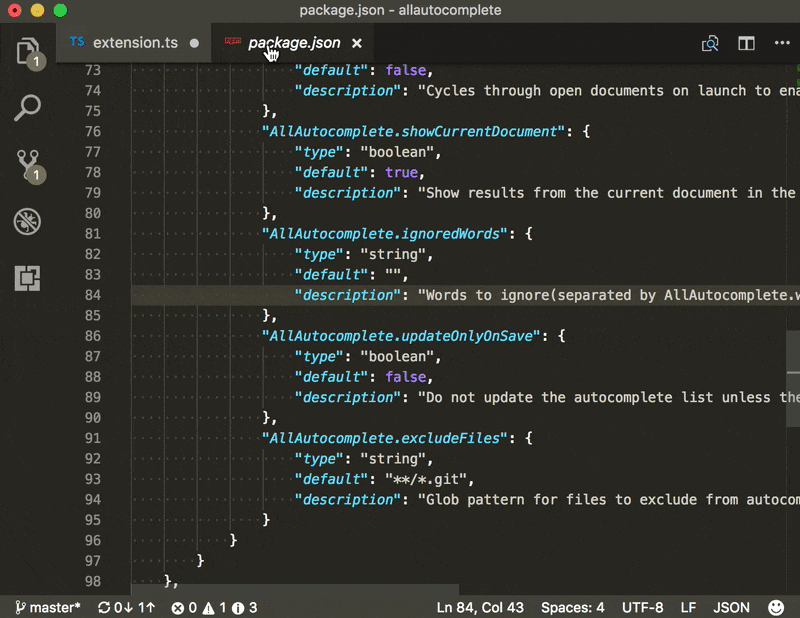 package.json - allautocomplete
TS extension.ts ● npm package.json ×
1
1
73 "default": false,
74 "description": "Cycles through open documents on launch to ena
75 },
76 "AllAutocomplete.showCurrentDocument": {
77 "type": "boolean",
78 "default": true,
79 "description": "Show results from the current document in the
80 },
81 "AllAutocomplete.ignoredWords": {
82 "type": "string",
83 "default": "",
84 "description": "Words to ignore(separated by AllAutocomplete.w
85 },
86 "AllAutocomplete.updateOnlyOnSave": {
87 "type": "boolean",
88 "default": false,
89 "description": "Do not update the autocomplete list unless the
90 },
91 "AllAutocomplete.excludeFiles": {
92 "type": "string",
93 "default": "**/*.git",
94 "description": "Glob pattern for files to exclude from autocom
95 }
96 }
97 }
98 },
master* 0↓ 1↑ 0 1 3 Ln 84, Col 43 Spaces: 4 UTF-8 LF JSON